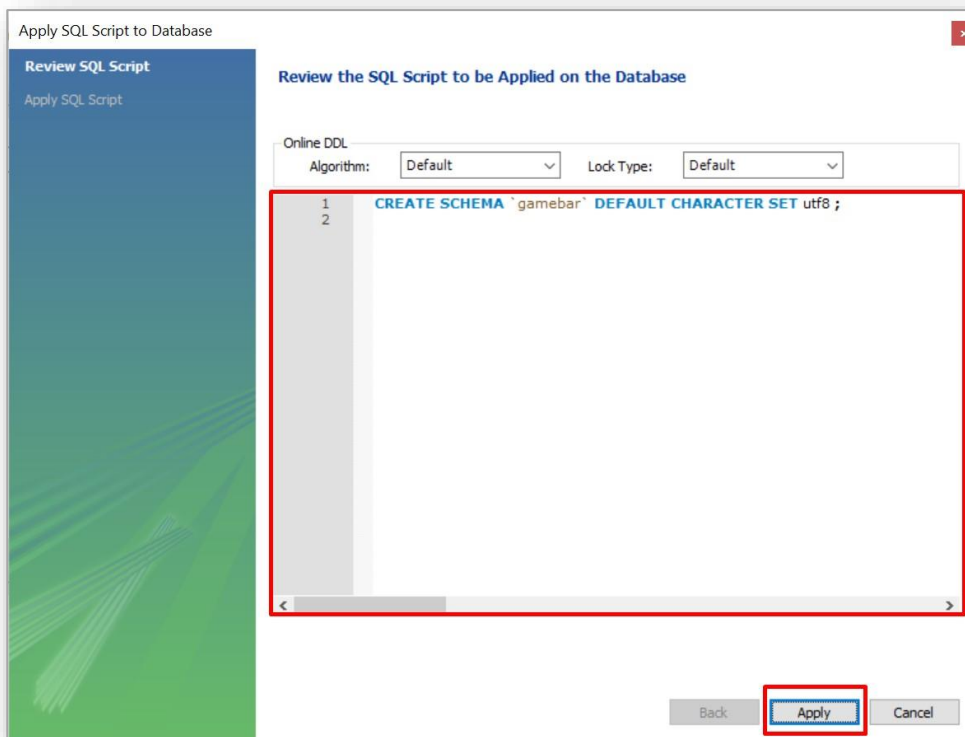 Apply SQL Script to Database
Review SQL Script
Apply SQL Script
Review the SQL Script to be Applied on the Database
Online DDL
Algorithm: Default Lock Type: Default
1 CREATE SCHEMA `gamebar` DEFAULT CHARACTER SET utf8 ;
2
Back Apply Cancel